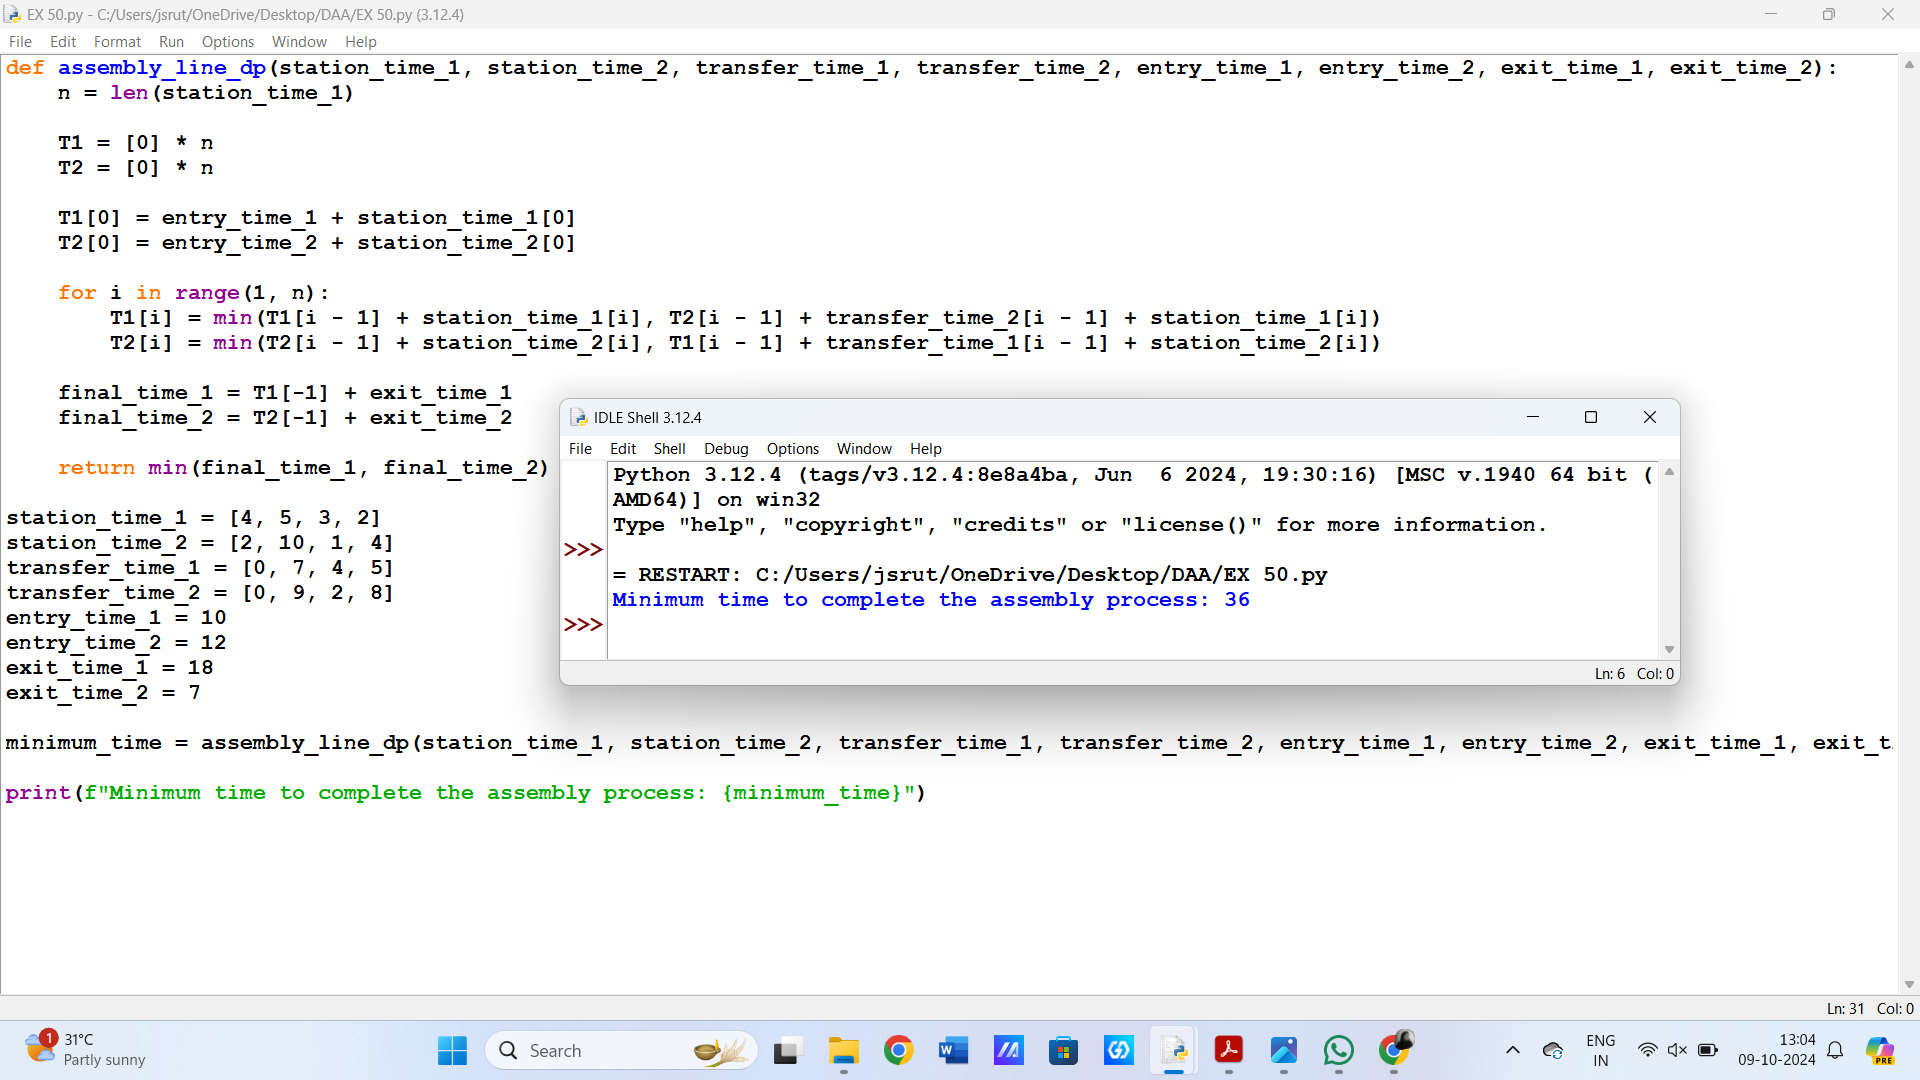 EX 50.py - C:/Users/jsrut/OneDrive/Desktop/DAA/EX 50.py (3.12.4)
File Edit Format Run Options Window Help
def assembly_line_dp(station_time_1, station_time_2, transfer_time_1, transfer_time_2, entry_time_1, entry_time_2, exit_time_1, exit_time_2):
    n = len(station_time_1)
    T1 = [0] * n
    T2 = [0] * n
    T1[0] = entry_time_1 + station_time_1[0]
    T2[0] = entry_time_2 + station_time_2[0]
    for i in range(1, n):
        T1[i] = min(T1[i - 1] + station_time_1[i], T2[i - 1] + transfer_time_2[i - 1] + station_time_1[i])
        T2[i] = min(T2[i - 1] + station_time_2[i], T1[i - 1] + transfer_time_1[i - 1] + station_time_2[i])
    final_time_1 = T1[-1] + exit_time_1
    final_time_2 = T2[-1] + exit_time_2
    return min(final_time_1, final_time_2)
station_time_1 = [4, 5, 3, 2]
station_time_2 = [2, 10, 1, 4]
transfer_time_1 = [0, 7, 4, 5]
transfer_time_2 = [0, 9, 2, 8]
entry_time_1 = 10
entry_time_2 = 12
exit_time_1 = 18
exit_time_2 = 7
minimum_time = assembly_line_dp(station_time_1, station_time_2, transfer_time_1, transfer_time_2, entry_time_1, entry_time_2, exit_time_1, exit_t
print(f"Minimum time to complete the assembly process: {minimum_time}")
IDLE Shell 3.12.4
File Edit Shell Debug Options Window Help
Python 3.12.4 (tags/v3.12.4:8e8a4ba, Jun  6 2024, 19:30:16) [MSC v.1940 64 bit (
AMD64)] on win32
Type "help", "copyright", "credits" or "license()" for more information.
>>>
= RESTART: C:/Users/jsrut/OneDrive/Desktop/DAA/EX 50.py
Minimum time to complete the assembly process: 36
>>>
Ln: 6 Col: 0
Ln: 31 Col: 0
1
31°C
Partly sunny
Search
ENG
IN
13:04
09-10-2024
PRE